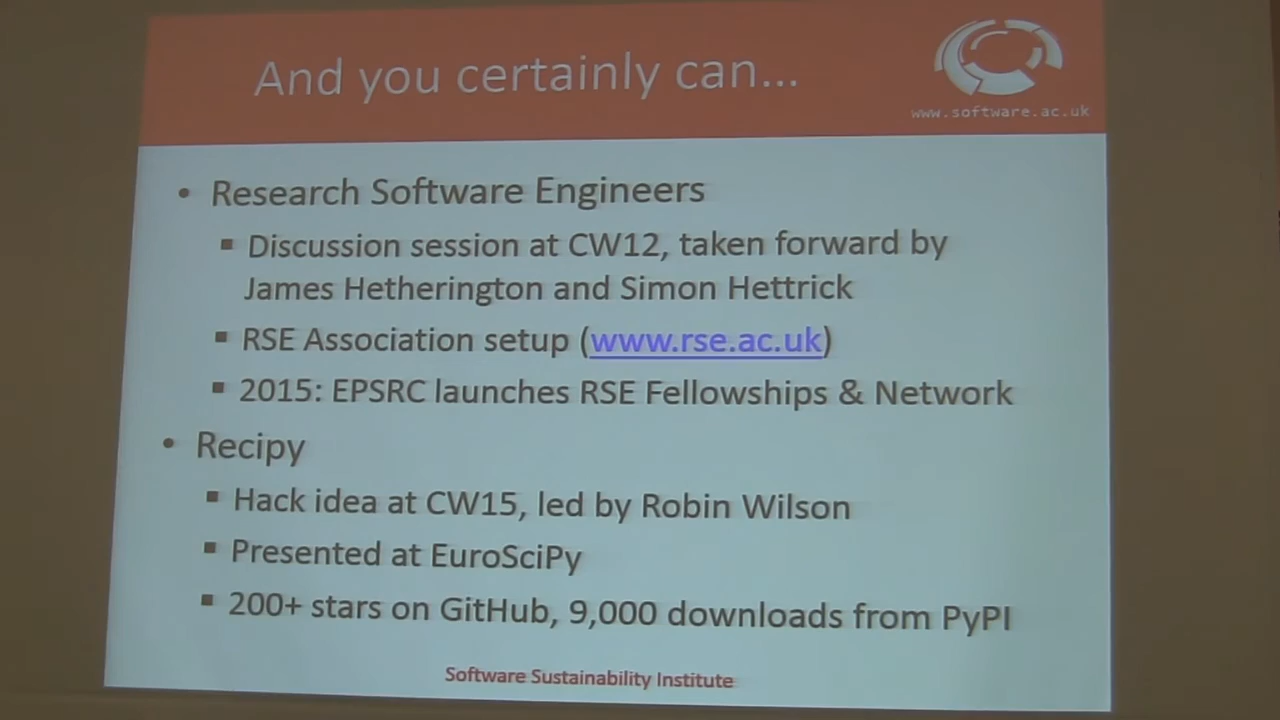 And you certainly can...
www.software.ac.uk
• Research Software Engineers
▪ Discussion session at CW12, taken forward by
James Hetherington and Simon Hettrick
▪ RSE Association setup (www.rse.ac.uk)
▪ 2015: EPSRC launches RSE Fellowships & Network
• Recipy
▪ Hack idea at CW15, led by Robin Wilson
▪ Presented at EuroSciPy
▪ 200+ stars on GitHub, 9,000 downloads from PyPI
Software Sustainability Institute